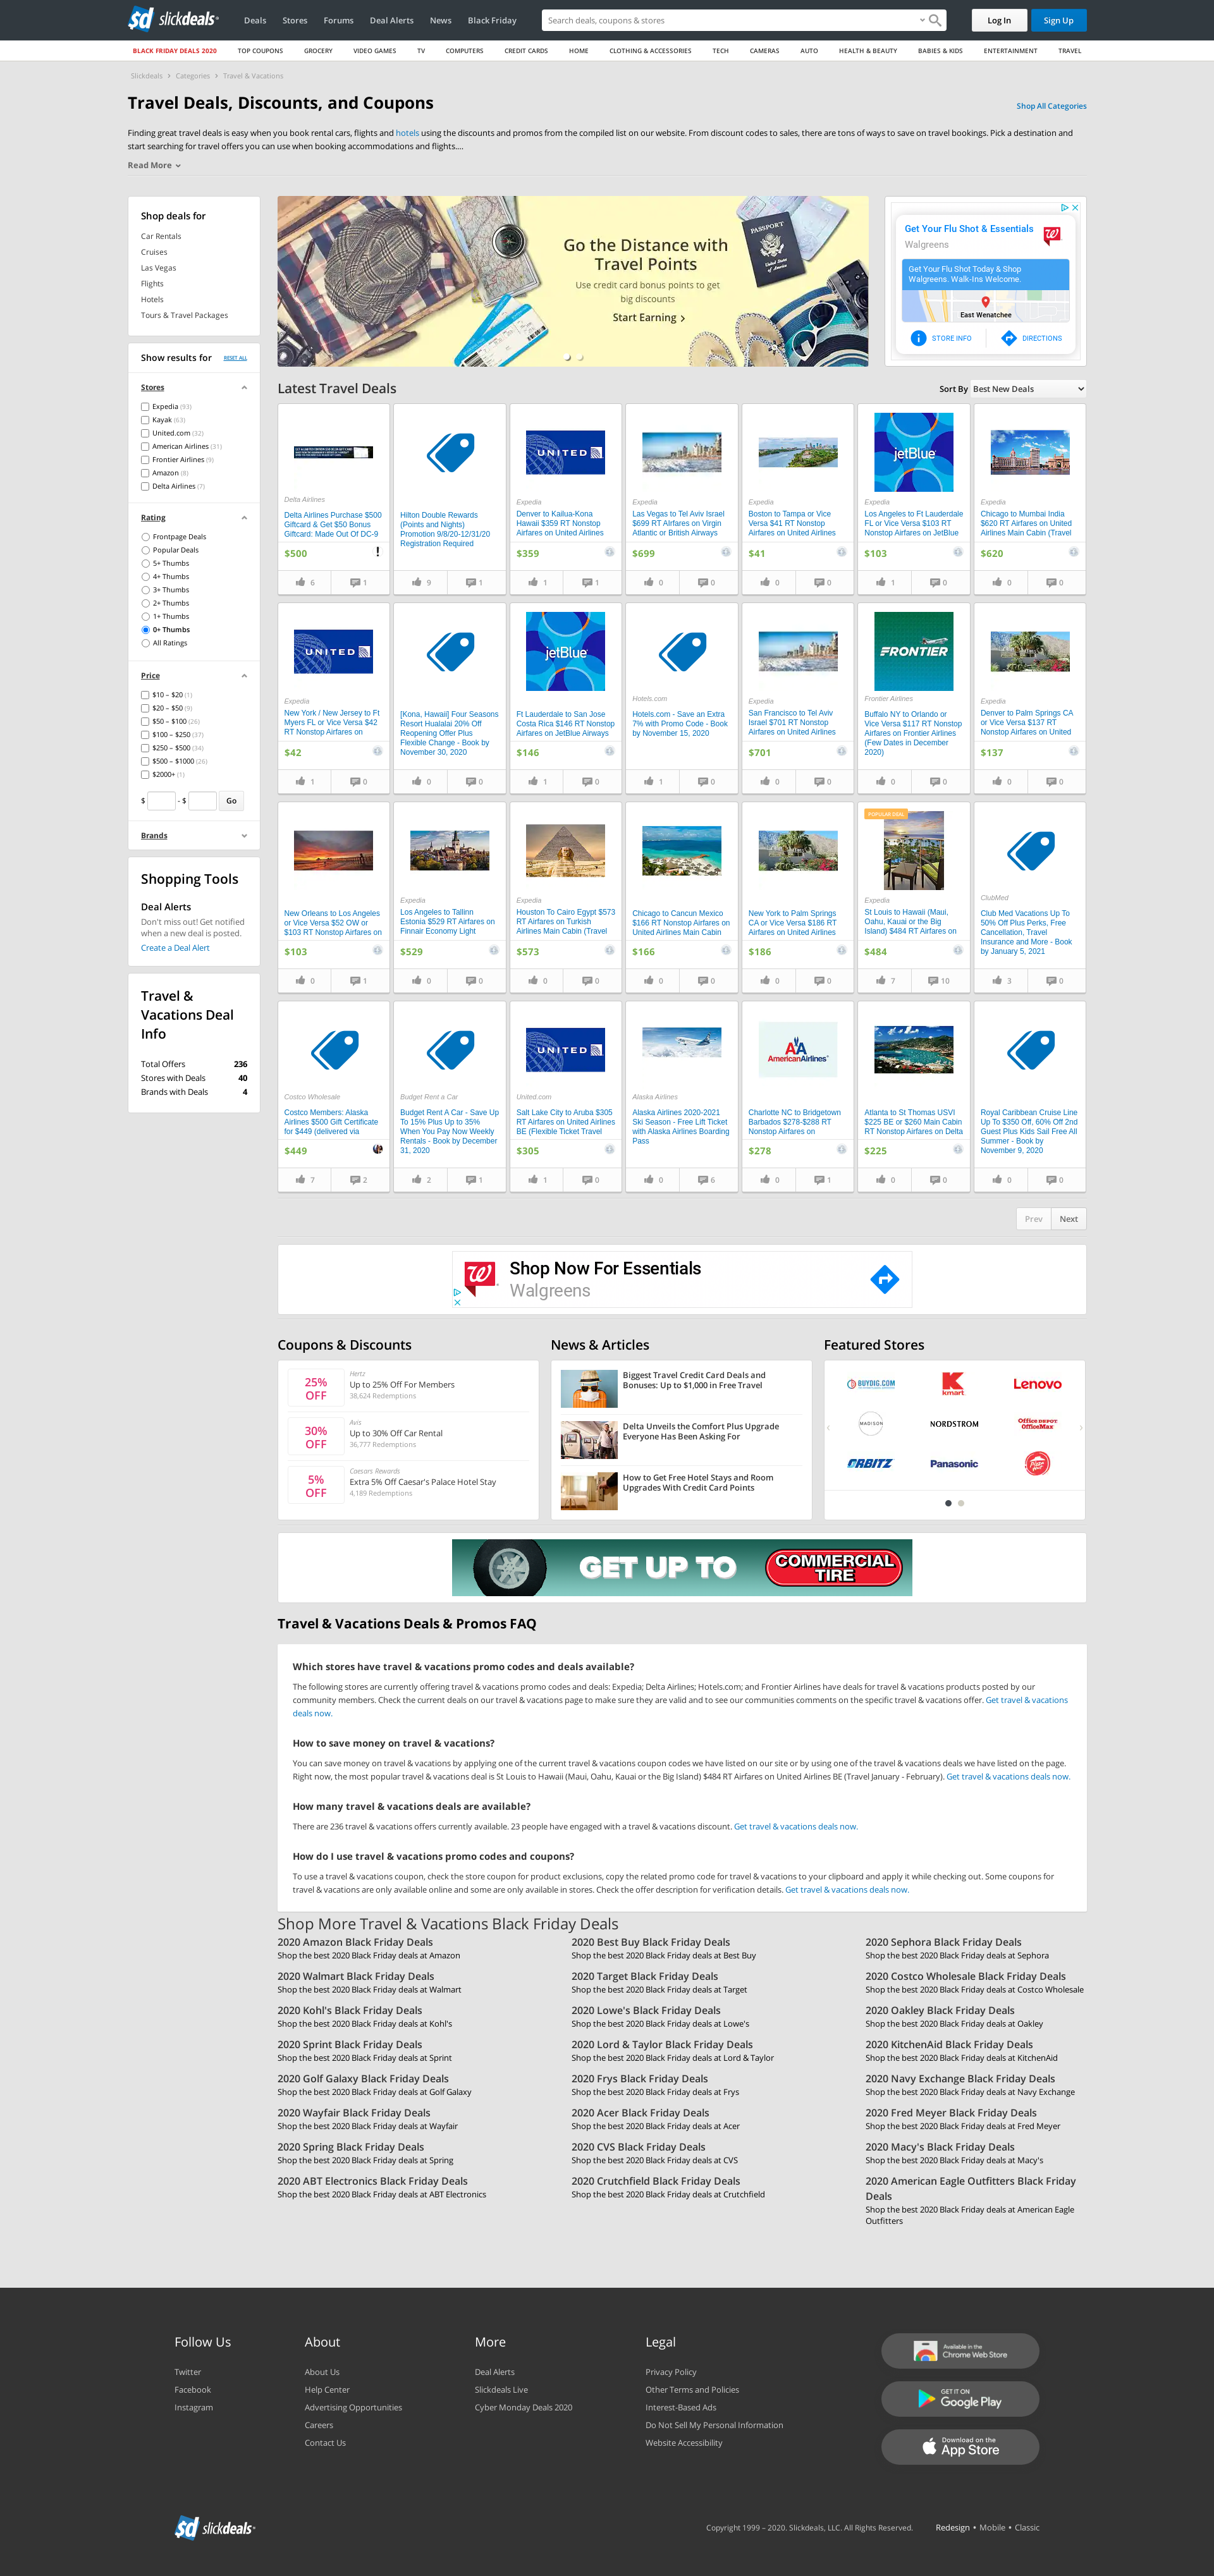 slickdeals
Deals
Stores
Forums
Deal Alerts
News
Black Friday
Search deals, coupons & stores
Log In
Sign Up
BLACK FRIDAY DEALS 2020
TOP COUPONS
GROCERY
VIDEO GAMES
TV
COMPUTERS
CREDIT CARDS
HOME
CLOTHING & ACCESSORIES
TECH
CAMERAS
AUTO
HEALTH & BEAUTY
BABIES & KIDS
ENTERTAINMENT
TRAVEL
Slickdeals > Categories > Travel & Vacations
Travel Deals, Discounts, and Coupons
Shop All Categories
Finding great travel deals is easy when you book rental cars, flights and hotels using the discounts and promos from the compiled list on our website. From discount codes to sales, there are tons of ways to save on travel bookings. Pick a destination and
start searching for travel offers you can use when booking accommodations and flights....
Read More
Shop deals for
Car Rentals
Cruises
Las Vegas
Flights
Hotels
Tours & Travel Packages
Show results for
RESET ALL
Stores
Expedia (93)
Kayak (63)
United.com (32)
American Airlines (31)
Frontier Airlines (9)
Amazon (8)
Delta Airlines (7)
Rating
Frontpage Deals
Popular Deals
5+ Thumbs
4+ Thumbs
3+ Thumbs
2+ Thumbs
1+ Thumbs
0+ Thumbs
All Ratings
Price
$10 – $20 (1)
$20 – $50 (9)
$50 – $100 (26)
$100 – $250 (37)
$250 – $500 (34)
$500 – $1000 (26)
$2000+ (1)
$ - $ Go
Brands
Shopping Tools
Deal Alerts
Don't miss out! Get notified
when a new deal is posted.
Create a Deal Alert
Travel &
Vacations Deal
Info
Total Offers 236
Stores with Deals 40
Brands with Deals 4
Go the Distance with
Travel Points
Use credit card bonus points to get
big discounts
Start Earning >
PASSPORT
Get Your Flu Shot & Essentials
Walgreens
Get Your Flu Shot Today & Shop
Walgreens. Walk-Ins Welcome.
East Wenatchee
STORE INFO
DIRECTIONS
Latest Travel Deals
Sort By Best New Deals
Delta Airlines
Delta Airlines Purchase $500
Giftcard & Get $50 Bonus
Giftcard: Made Out Of DC-9
$500
6 1
Hilton Double Rewards
(Points and Nights)
Promotion 9/8/20-12/31/20
Registration Required
9 1
UNITED
Expedia
Denver to Kailua-Kona
Hawaii $359 RT Nonstop
Airfares on United Airlines
$359
1 1
Expedia
Las Vegas to Tel Aviv Israel
$699 RT Airfares on Virgin
Atlantic or British Airways
$699
0 0
Expedia
Boston to Tampa or Vice
Versa $41 RT Nonstop
Airfares on United Airlines
$41
0 0
jetBlue
Expedia
Los Angeles to Ft Lauderdale
FL or Vice Versa $103 RT
Nonstop Airfares on JetBlue
$103
1 0
Expedia
Chicago to Mumbai India
$620 RT Airfares on United
Airlines Main Cabin (Travel
$620
0 0
UNITED
Expedia
New York / New Jersey to Ft
Myers FL or Vice Versa $42
RT Nonstop Airfares on
$42
1 0
[Kona, Hawaii] Four Seasons
Resort Hualalai 20% Off
Reopening Offer Plus
Flexible Change - Book by
November 30, 2020
0 0
jetBlue
Ft Lauderdale to San Jose
Costa Rica $146 RT Nonstop
Airfares on JetBlue Airways
$146
1 0
Hotels.com
Hotels.com - Save an Extra
7% with Promo Code - Book
by November 15, 2020
1 0
Expedia
San Francisco to Tel Aviv
Israel $701 RT Nonstop
Airfares on United Airlines
$701
0 0
FRONTIER
Frontier Airlines
Buffalo NY to Orlando or
Vice Versa $117 RT Nonstop
Airfares on Frontier Airlines
(Few Dates in December
2020)
0 0
Expedia
Denver to Palm Springs CA
or Vice Versa $137 RT
Nonstop Airfares on United
$137
0 0
New Orleans to Los Angeles
or Vice Versa $52 OW or
$103 RT Nonstop Airfares on
$103
0 1
Expedia
Los Angeles to Tallinn
Estonia $529 RT Airfares on
Finnair Economy Light
$529
0 0
Expedia
Houston To Cairo Egypt $573
RT Airfares on Turkish
Airlines Main Cabin (Travel
$573
0 0
Chicago to Cancun Mexico
$166 RT Nonstop Airfares on
United Airlines Main Cabin
$166
0 0
New York to Palm Springs
CA or Vice Versa $186 RT
Airfares on United Airlines
$186
0 0
POPULAR DEAL
Expedia
St Louis to Hawaii (Maui,
Oahu, Kauai or the Big
Island) $484 RT Airfares on
$484
7 10
ClubMed
Club Med Vacations Up To
50% Off Plus Perks, Free
Cancellation, Travel
Insurance and More - Book
by January 5, 2021
3 0
Costco Wholesale
Costco Members: Alaska
Airlines $500 Gift Certificate
for $449 (delivered via
$449
7 2
Budget Rent a Car
Budget Rent A Car - Save Up
To 15% Plus Up to 35%
When You Pay Now Weekly
Rentals - Book by December
31, 2020
2 1
UNITED
United.com
Salt Lake City to Aruba $305
RT Airfares on United Airlines
BE (Flexible Ticket Travel
$305
1 0
Alaska Airlines
Alaska Airlines 2020-2021
Ski Season - Free Lift Ticket
with Alaska Airlines Boarding
Pass
0 6
AmericanAirlines
Charlotte NC to Bridgetown
Barbados $278-$288 RT
Nonstop Airfares on
$278
0 1
Atlanta to St Thomas USVI
$225 BE or $260 Main Cabin
RT Nonstop Airfares on Delta
$225
0 0
Royal Caribbean Cruise Line
Up To $350 Off, 60% Off 2nd
Guest Plus Kids Sail Free All
Summer - Book by
November 9, 2020
0 0
Prev
Next
Shop Now For Essentials
Walgreens
Coupons & Discounts
25%
OFF
Hertz
Up to 25% Off For Members
38,624 Redemptions
30%
OFF
Avis
Up to 30% Off Car Rental
36,777 Redemptions
5%
OFF
Caesars Rewards
Extra 5% Off Caesar's Palace Hotel Stay
4,189 Redemptions
News & Articles
Biggest Travel Credit Card Deals and
Bonuses: Up to $1,000 in Free Travel
Delta Unveils the Comfort Plus Upgrade
Everyone Has Been Asking For
How to Get Free Hotel Stays and Room
Upgrades With Credit Card Points
Featured Stores
BUYDIG.COM
kmart
Lenovo
MADISON
NORDSTROM
Office DEPOT
OfficeMax
ORBITZ
Panasonic
Pizza Hut
GET UP TO
COMMERCIAL
TIRE
Travel & Vacations Deals & Promos FAQ
Which stores have travel & vacations promo codes and deals available?
The following stores are currently offering travel & vacations promo codes and deals: Expedia; Delta Airlines; Hotels.com; and Frontier Airlines have deals for travel & vacations products posted by our
community members. Check the current deals on our travel & vacations page to make sure they are valid and to see our communities comments on the specific travel & vacations offer. Get travel & vacations
deals now.
How to save money on travel & vacations?
You can save money on travel & vacations by applying one of the current travel & vacations coupon codes we have listed on our site or by using one of the travel & vacations deals we have listed on the page.
Right now, the most popular travel & vacations deal is St Louis to Hawaii (Maui, Oahu, Kauai or the Big Island) $484 RT Airfares on United Airlines BE (Travel January - February). Get travel & vacations deals now.
How many travel & vacations deals are available?
There are 236 travel & vacations offers currently available. 23 people have engaged with a travel & vacations discount. Get travel & vacations deals now.
How do I use travel & vacations promo codes and coupons?
To use a travel & vacations coupon, check the store coupon for product exclusions, copy the related promo code for travel & vacations to your clipboard and apply it while checking out. Some coupons for
travel & vacations are only available online and some are only available in stores. Check the offer description for verification details. Get travel & vacations deals now.
Shop More Travel & Vacations Black Friday Deals
2020 Amazon Black Friday Deals
Shop the best 2020 Black Friday deals at Amazon
2020 Best Buy Black Friday Deals
Shop the best 2020 Black Friday deals at Best Buy
2020 Sephora Black Friday Deals
Shop the best 2020 Black Friday deals at Sephora
2020 Walmart Black Friday Deals
Shop the best 2020 Black Friday deals at Walmart
2020 Target Black Friday Deals
Shop the best 2020 Black Friday deals at Target
2020 Costco Wholesale Black Friday Deals
Shop the best 2020 Black Friday deals at Costco Wholesale
2020 Kohl's Black Friday Deals
Shop the best 2020 Black Friday deals at Kohl's
2020 Lowe's Black Friday Deals
Shop the best 2020 Black Friday deals at Lowe's
2020 Oakley Black Friday Deals
Shop the best 2020 Black Friday deals at Oakley
2020 Sprint Black Friday Deals
Shop the best 2020 Black Friday deals at Sprint
2020 Lord & Taylor Black Friday Deals
Shop the best 2020 Black Friday deals at Lord & Taylor
2020 KitchenAid Black Friday Deals
Shop the best 2020 Black Friday deals at KitchenAid
2020 Golf Galaxy Black Friday Deals
Shop the best 2020 Black Friday deals at Golf Galaxy
2020 Frys Black Friday Deals
Shop the best 2020 Black Friday deals at Frys
2020 Navy Exchange Black Friday Deals
Shop the best 2020 Black Friday deals at Navy Exchange
2020 Wayfair Black Friday Deals
Shop the best 2020 Black Friday deals at Wayfair
2020 Acer Black Friday Deals
Shop the best 2020 Black Friday deals at Acer
2020 Fred Meyer Black Friday Deals
Shop the best 2020 Black Friday deals at Fred Meyer
2020 Spring Black Friday Deals
Shop the best 2020 Black Friday deals at Spring
2020 CVS Black Friday Deals
Shop the best 2020 Black Friday deals at CVS
2020 Macy's Black Friday Deals
Shop the best 2020 Black Friday deals at Macy's
2020 ABT Electronics Black Friday Deals
Shop the best 2020 Black Friday deals at ABT Electronics
2020 Crutchfield Black Friday Deals
Shop the best 2020 Black Friday deals at Crutchfield
2020 American Eagle Outfitters Black Friday
Deals
Shop the best 2020 Black Friday deals at American Eagle
Outfitters
Follow Us
Twitter
Facebook
Instagram
About
About Us
Help Center
Advertising Opportunities
Careers
Contact Us
More
Deal Alerts
Slickdeals Live
Cyber Monday Deals 2020
Legal
Privacy Policy
Other Terms and Policies
Interest-Based Ads
Do Not Sell My Personal Information
Website Accessibility
Available in the
Chrome Web Store
GET IT ON
Google Play
Download on the
App Store
slickdeals
Copyright 1999 – 2020. Slickdeals, LLC. All Rights Reserved.
Redesign • Mobile • Classic